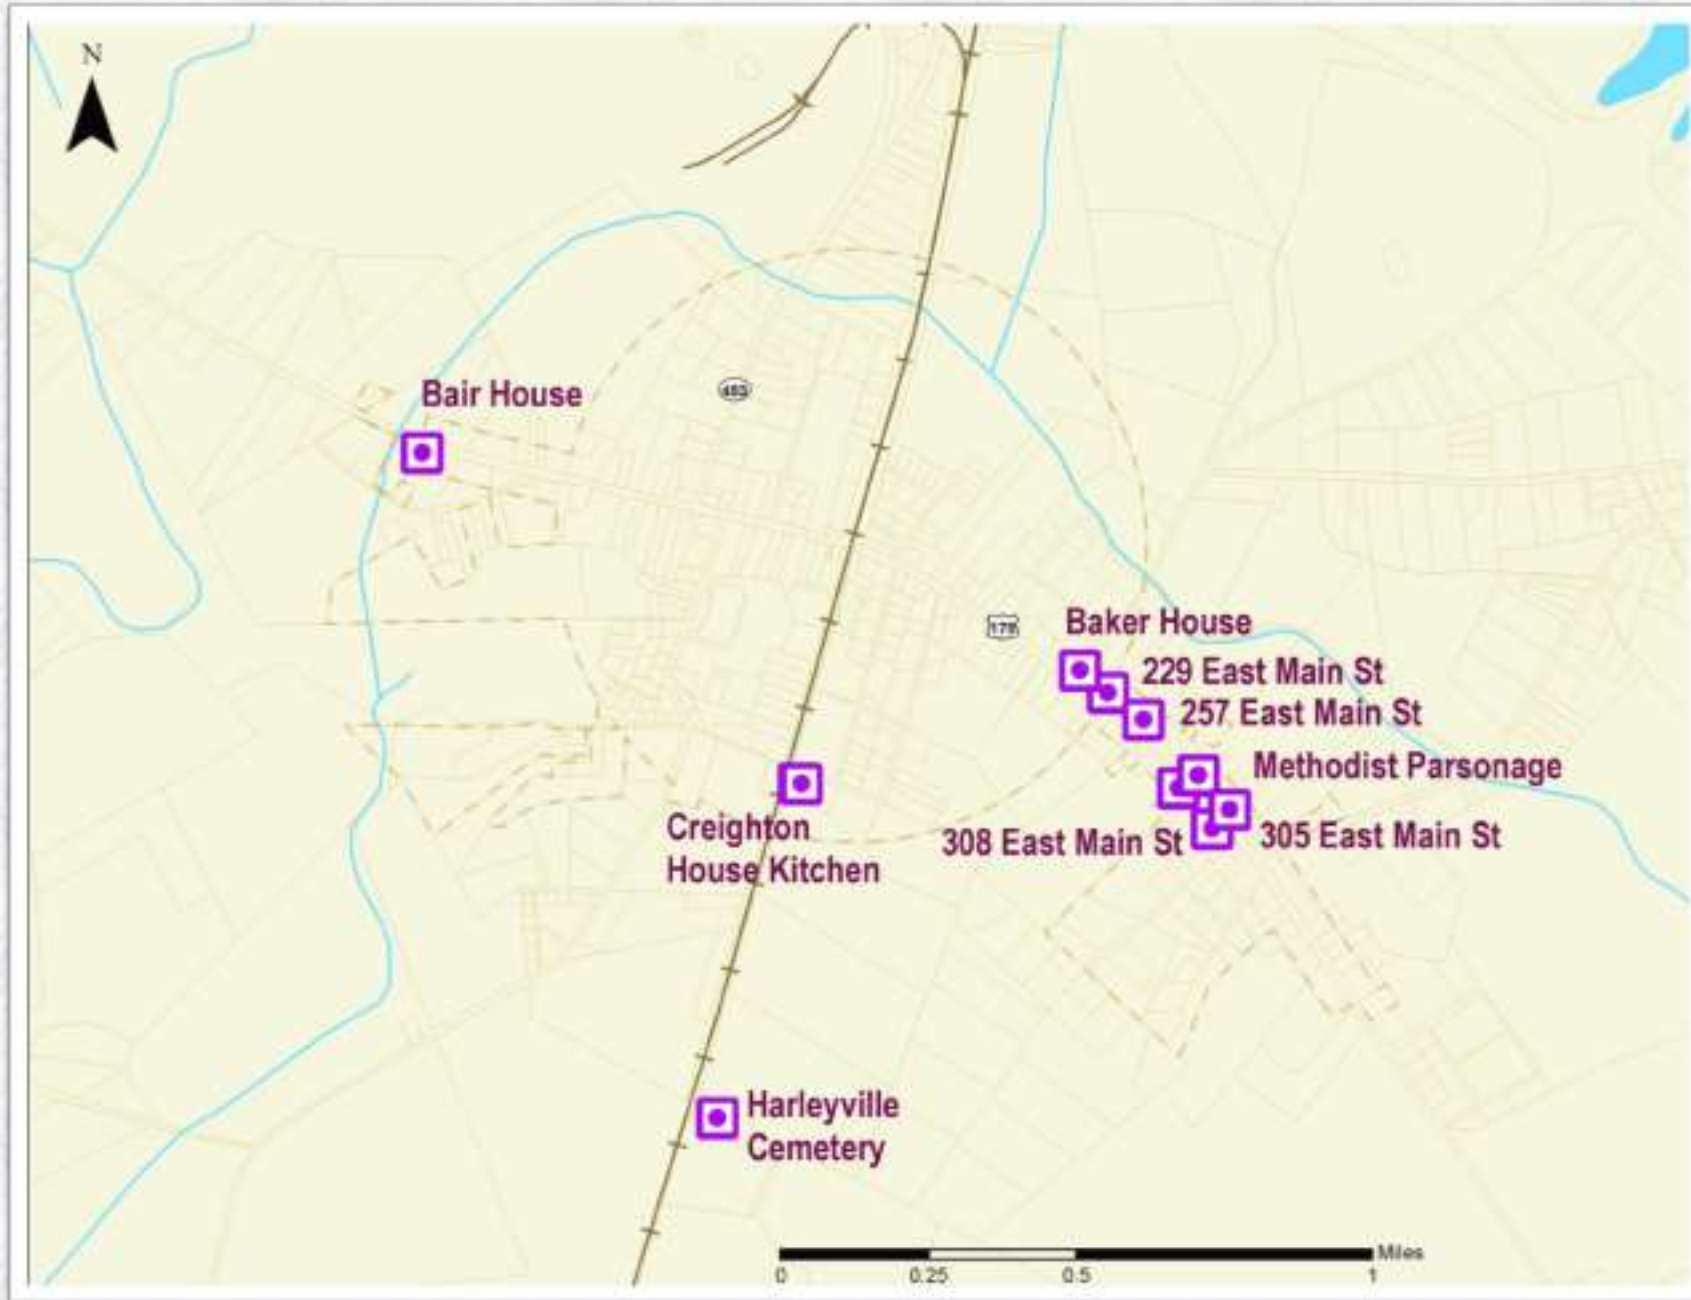 N
Bair House
453
178
Baker House
229 East Main St
257 East Main St
Methodist Parsonage
Creighton
House Kitchen
308 East Main St
305 East Main St
Harleyville
Cemetery
Miles
0 0.25 0.5 1